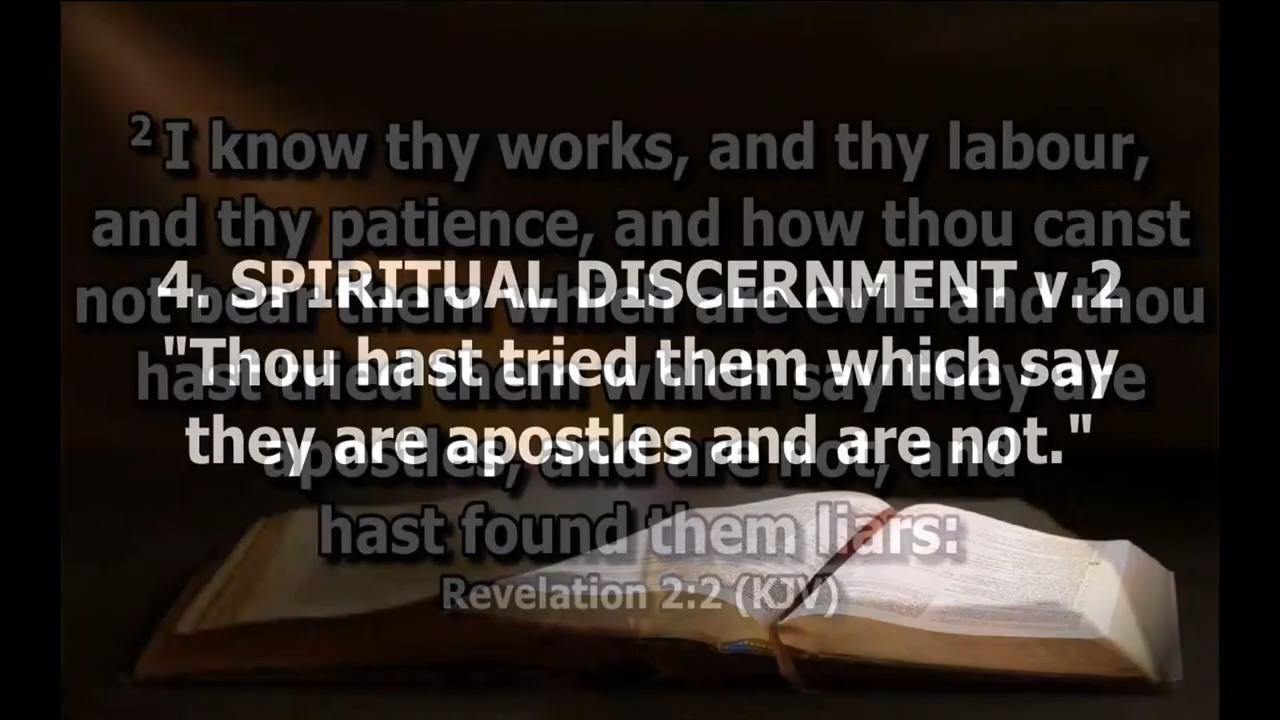 2 I know thy works, and thy labour,
and thy patience, and how thou canst
not bear them which are evil: and thou
hast tried them which say they are
apostles, and are not, and
hast found them liars:
Revelation 2:2 (KJV)
4. SPIRITUAL DISCERNMENT v.2
"Thou hast tried them which say
they are apostles and are not."